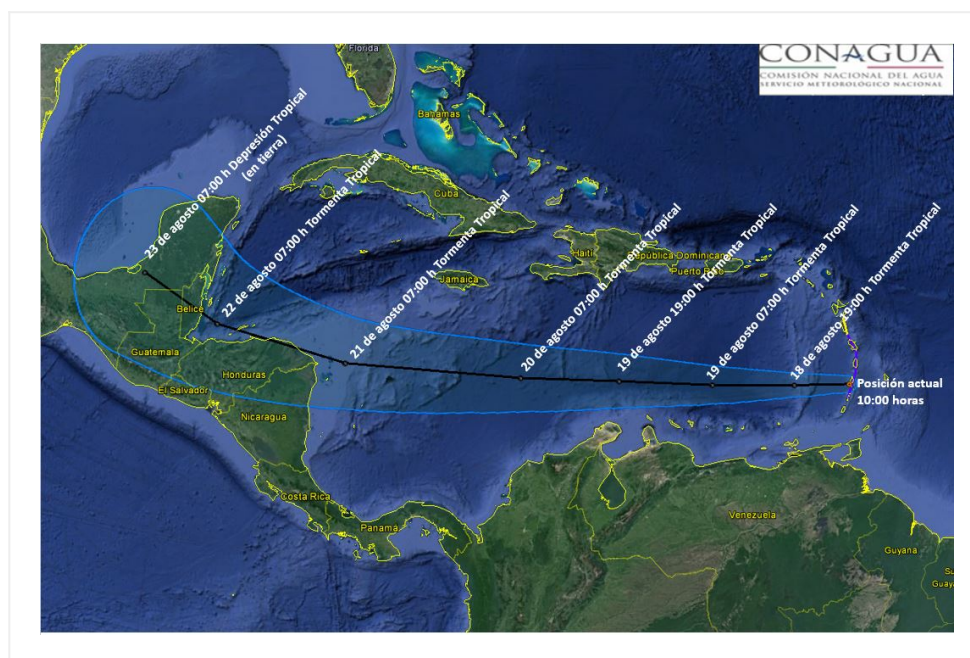 CONAGUA
COMISIÓN NACIONAL DEL AGUA
SERVICIO METEOROLÓGICO NACIONAL
Florida
Bahamas
Cuba
Haití
República Dominicana
Puerto Rico
Jamaica
Belice
Guatemala
Honduras
El Salvador
Nicaragua
Costa Rica
Panamá
Venezuela
Guyana
23 de agosto 07:00 h Depresión Tropical
(en tierra)
22 de agosto 07:00 h Tormenta Tropical
21 de agosto 07:00 h Tormenta Tropical
20 de agosto 07:00 h Tormenta Tropical
19 de agosto 19:00 h Tormenta Tropical
19 de agosto 07:00 h Tormenta Tropical
18 de agosto 19:00 h Tormenta Tropical
Posición actual
10:00 horas